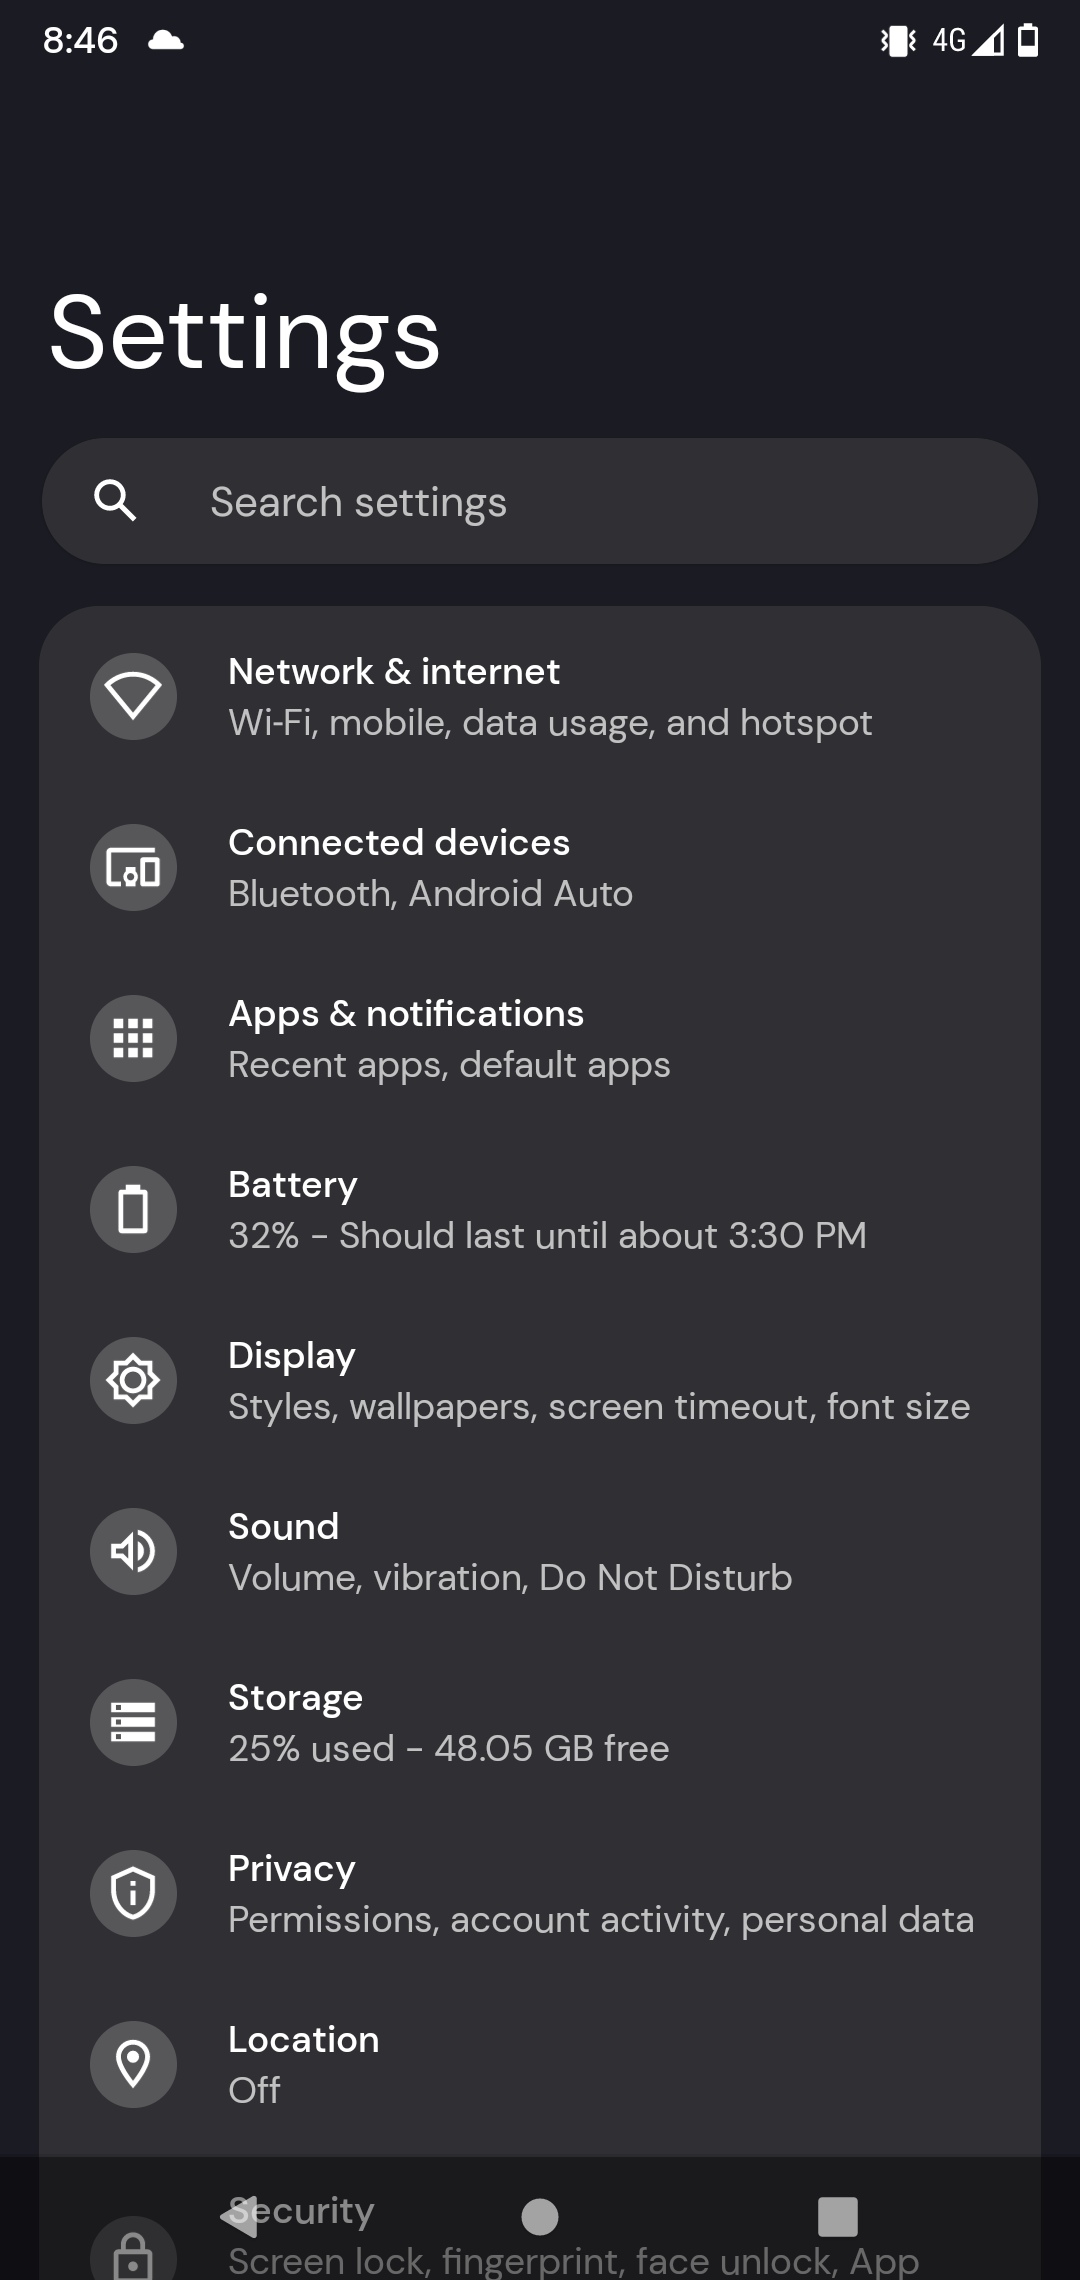 8:46
4G
Settings
Search settings
Network & internet
Wi-Fi, mobile, data usage, and hotspot
Connected devices
Bluetooth, Android Auto
Apps & notifications
Recent apps, default apps
Battery
32% - Should last until about 3:30 PM
Display
Styles, wallpapers, screen timeout, font size
Sound
Volume, vibration, Do Not Disturb
Storage
25% used - 48.05 GB free
Privacy
Permissions, account activity, personal data
Location
Off
Security
Screen lock, fingerprint, face unlock, App